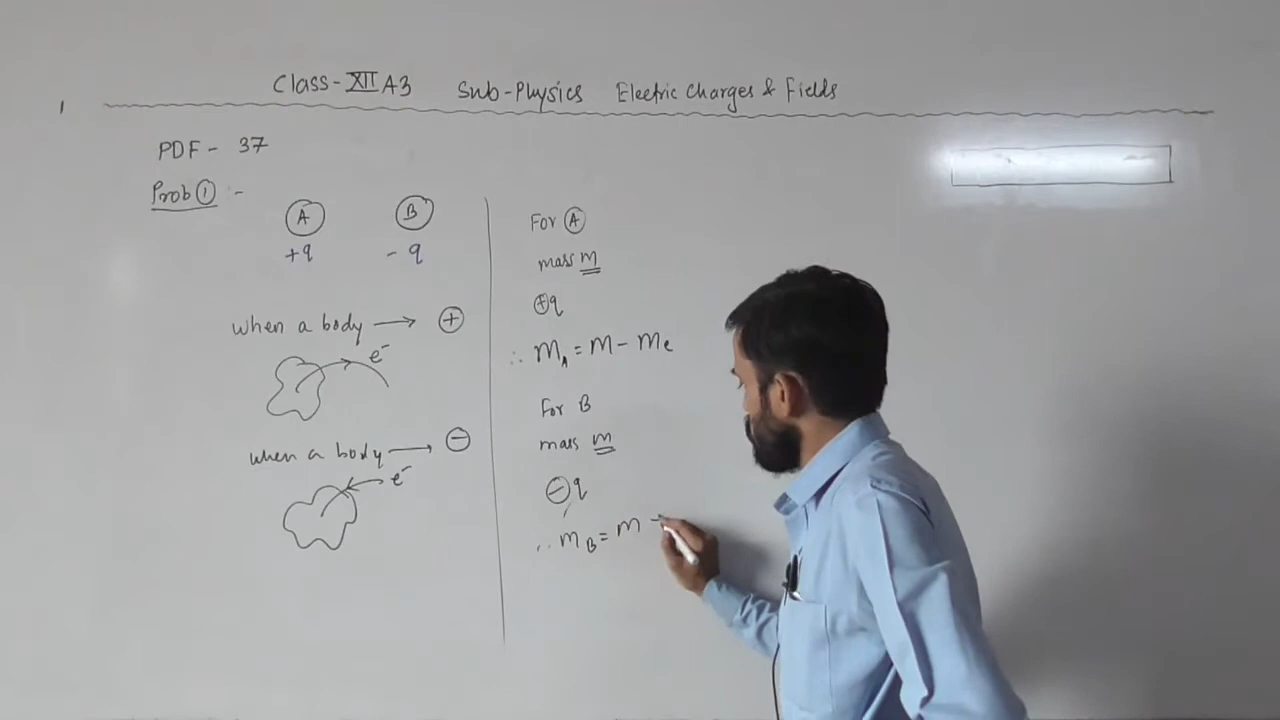 Class-XII A3 Sub-Physics Electric Charges & Fields
PDF - 37
Prob ① :-
A B
+q - q
when a body → +
e⁻
when a body → −
e⁻
For A
mass m
+q
∴ m_A = m - m_e
For B
mass m
-q
∴ m_B = m